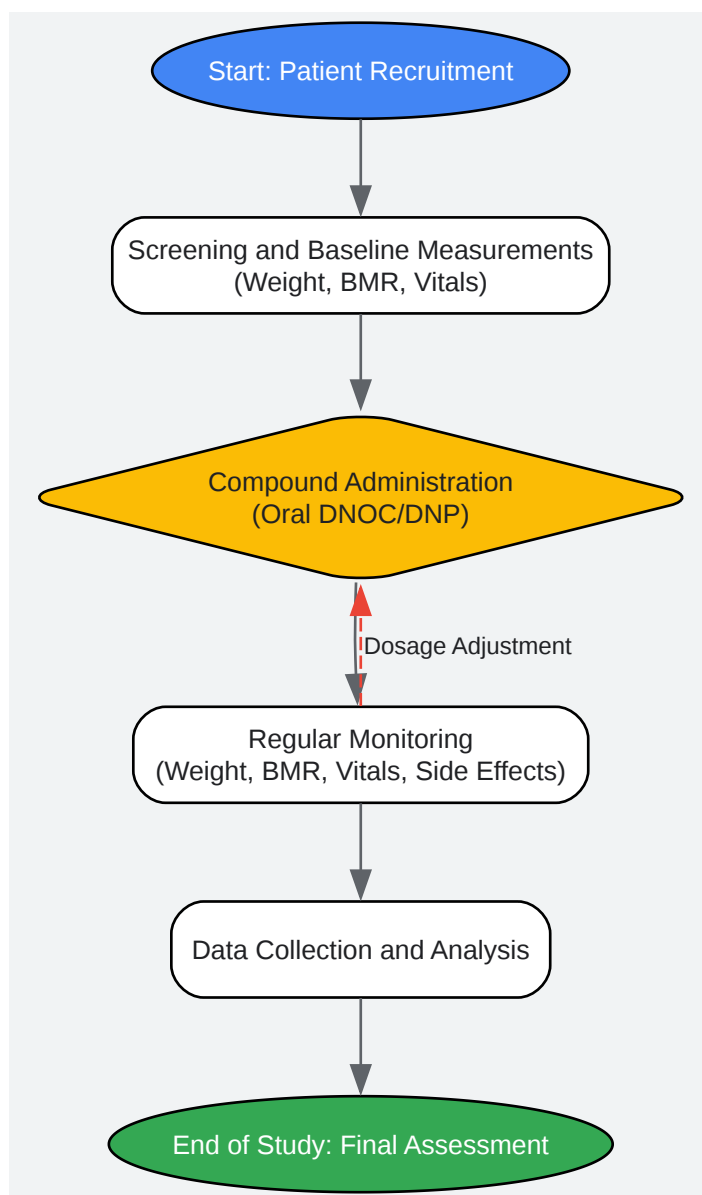 Start: Patient Recruitment
Screening and Baseline Measurements
(Weight, BMR, Vitals)
Compound Administration
(Oral DNOC/DNP)
Dosage Adjustment
Regular Monitoring
(Weight, BMR, Vitals, Side Effects)
Data Collection and Analysis
End of Study: Final Assessment